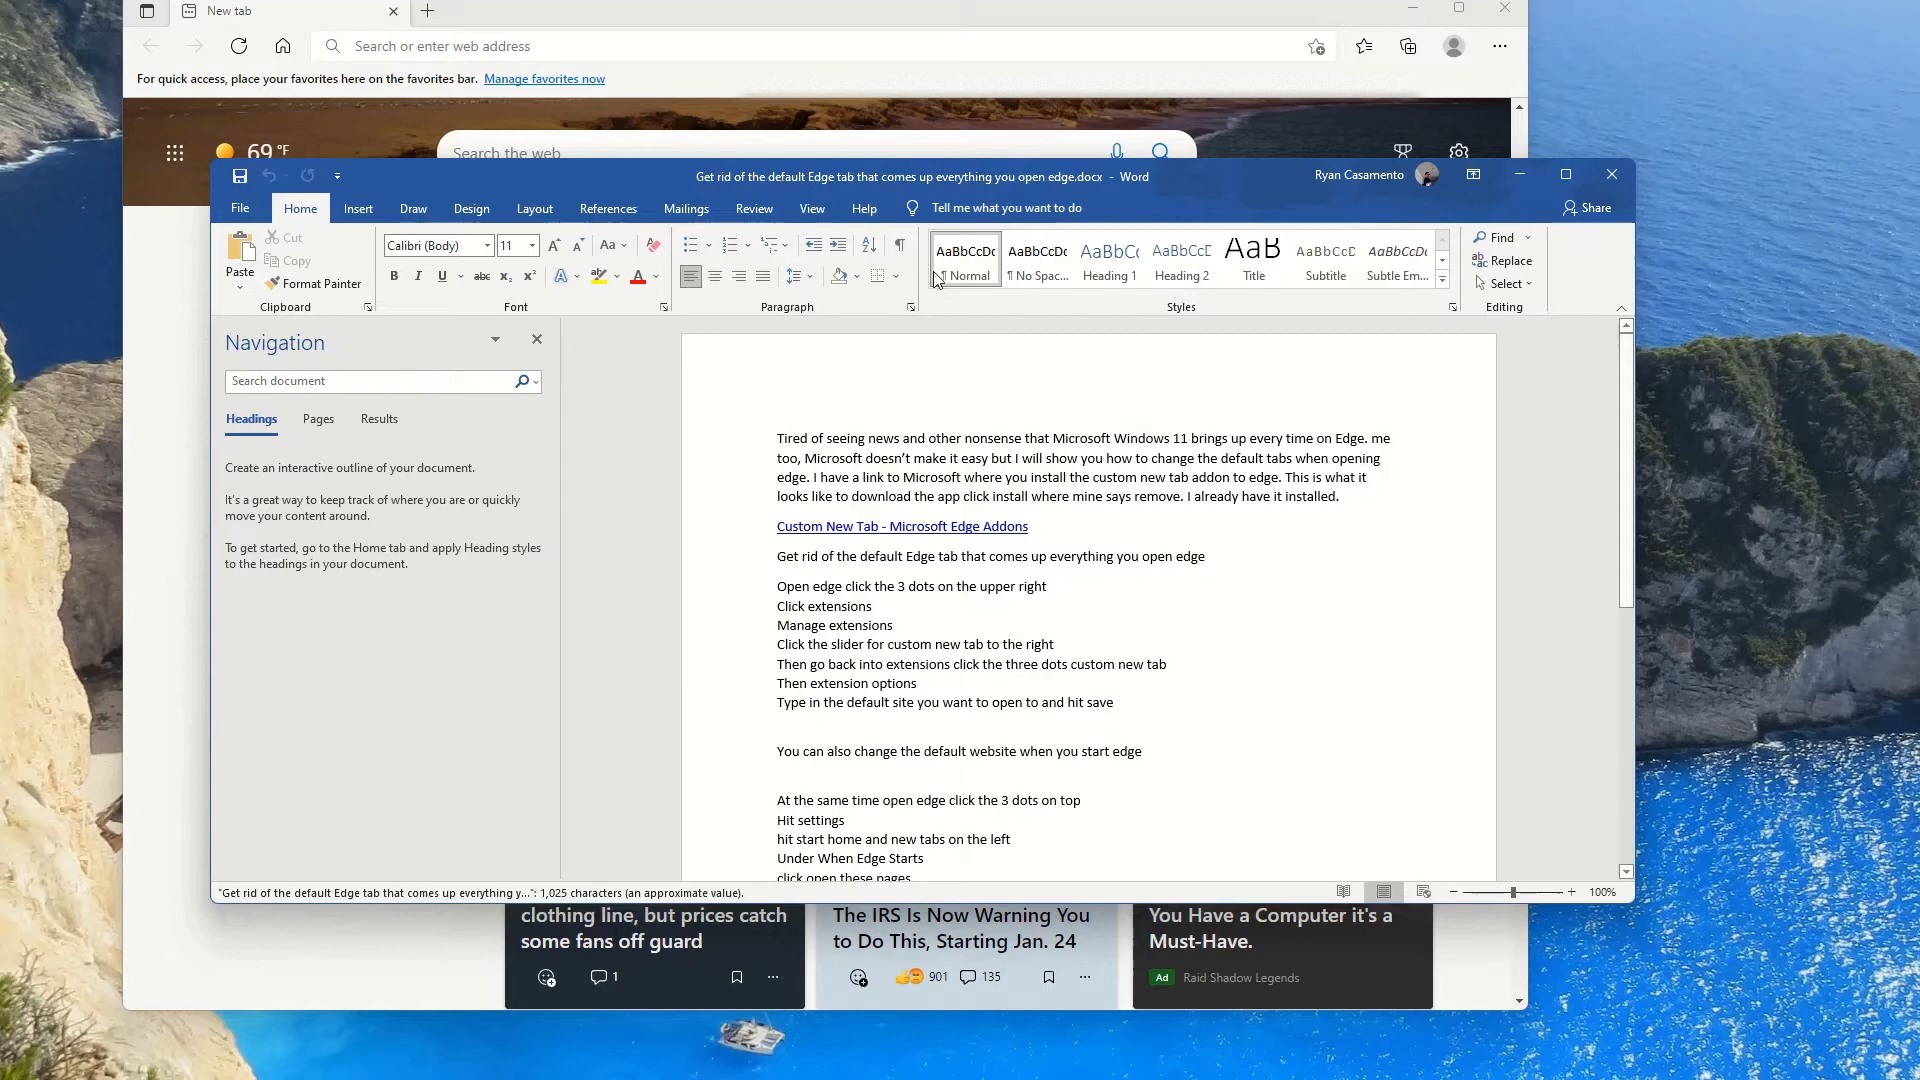 New tab
Search or enter web address
For quick access, place your favorites here on the favorites bar. Manage favorites now
69 °F
Search the web
Get rid of the default Edge tab that comes up everything you open edge.docx - Word
Ryan Casamento
File Home Insert Draw Design Layout References Mailings Review View Help Tell me what you want to do
Share
Paste
Cut
Copy
Format Painter
Clipboard
Calibri (Body) 11
Font
Paragraph
AaBbCcDc AaBbCcDc AaBbCc AaBbCcE AaB AaBbCcD AaBbCcDc
¶ Normal ¶ No Spac... Heading 1 Heading 2 Title Subtitle Subtle Em...
Styles
Find
Replace
Select
Editing
Navigation
Search document
Headings Pages Results
Create an interactive outline of your document.
It's a great way to keep track of where you are or quickly
move your content around.
To get started, go to the Home tab and apply Heading styles
to the headings in your document.
Tired of seeing news and other nonsense that Microsoft Windows 11 brings up every time on Edge. me
too, Microsoft doesn't make it easy but I will show you how to change the default tabs when opening
edge. I have a link to Microsoft where you install the custom new tab addon to edge. This is what it
looks like to download the app click install where mine says remove. I already have it installed.
Custom New Tab - Microsoft Edge Addons
Get rid of the default Edge tab that comes up everything you open edge
Open edge click the 3 dots on the upper right
Click extensions
Manage extensions
Click the slider for custom new tab to the right
Then go back into extensions click the three dots custom new tab
Then extension options
Type in the default site you want to open to and hit save
You can also change the default website when you start edge
At the same time open edge click the 3 dots on top
Hit settings
hit start home and new tabs on the left
Under When Edge Starts
click open these pages
"Get rid of the default Edge tab that comes up everything y...": 1,025 characters (an approximate value).
100%
clothing line, but prices catch
some fans off guard
1
The IRS Is Now Warning You
to Do This, Starting Jan. 24
901 135
You Have a Computer it's a
Must-Have.
Ad Raid Shadow Legends